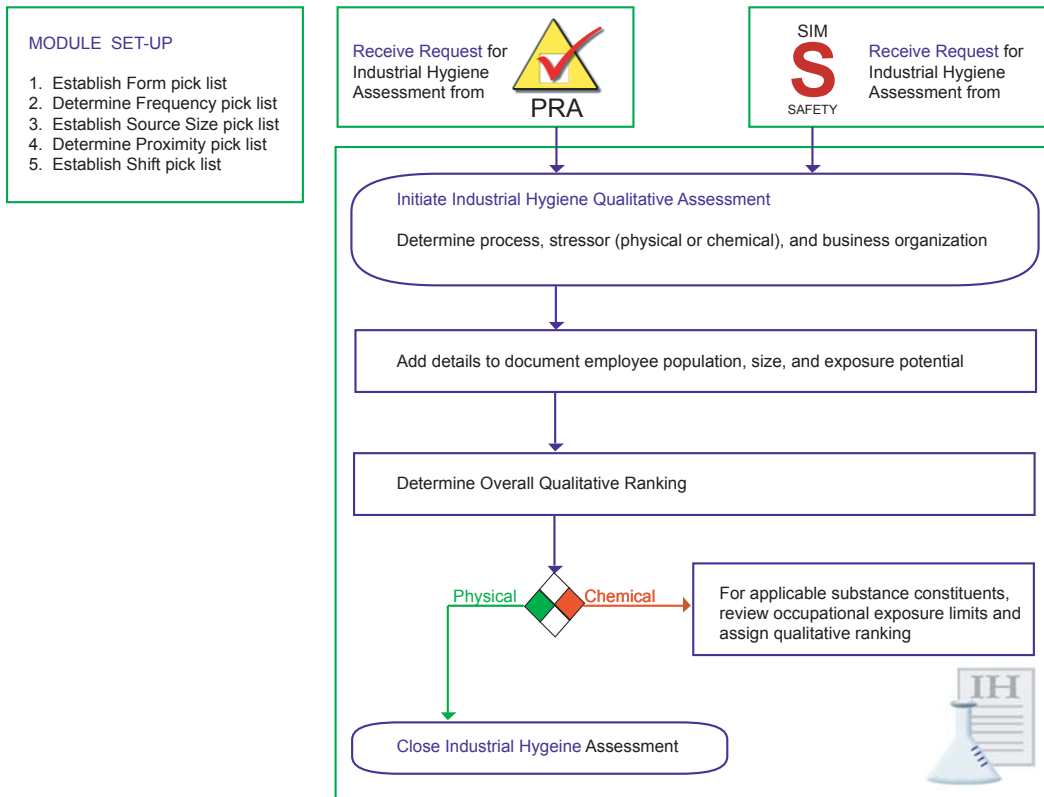 MODULE SET-UP
1. Establish Form pick list
2. Determine Frequency pick list
3. Establish Source Size pick list
4. Determine Proximity pick list
5. Establish Shift pick list
Receive Request for
Industrial Hygiene
Assessment from
PRA
SIM
S
SAFETY
Receive Request for
Industrial Hygiene
Assessment from
Initiate Industrial Hygiene Qualitative Assessment
Determine process, stressor (physical or chemical), and business organization
Add details to document employee population, size, and exposure potential
Determine Overall Qualitative Ranking
Physical
Chemical
For applicable substance constituents,
review occupational exposure limits and
assign qualitative ranking
IH
Close Industrial Hygeine Assessment